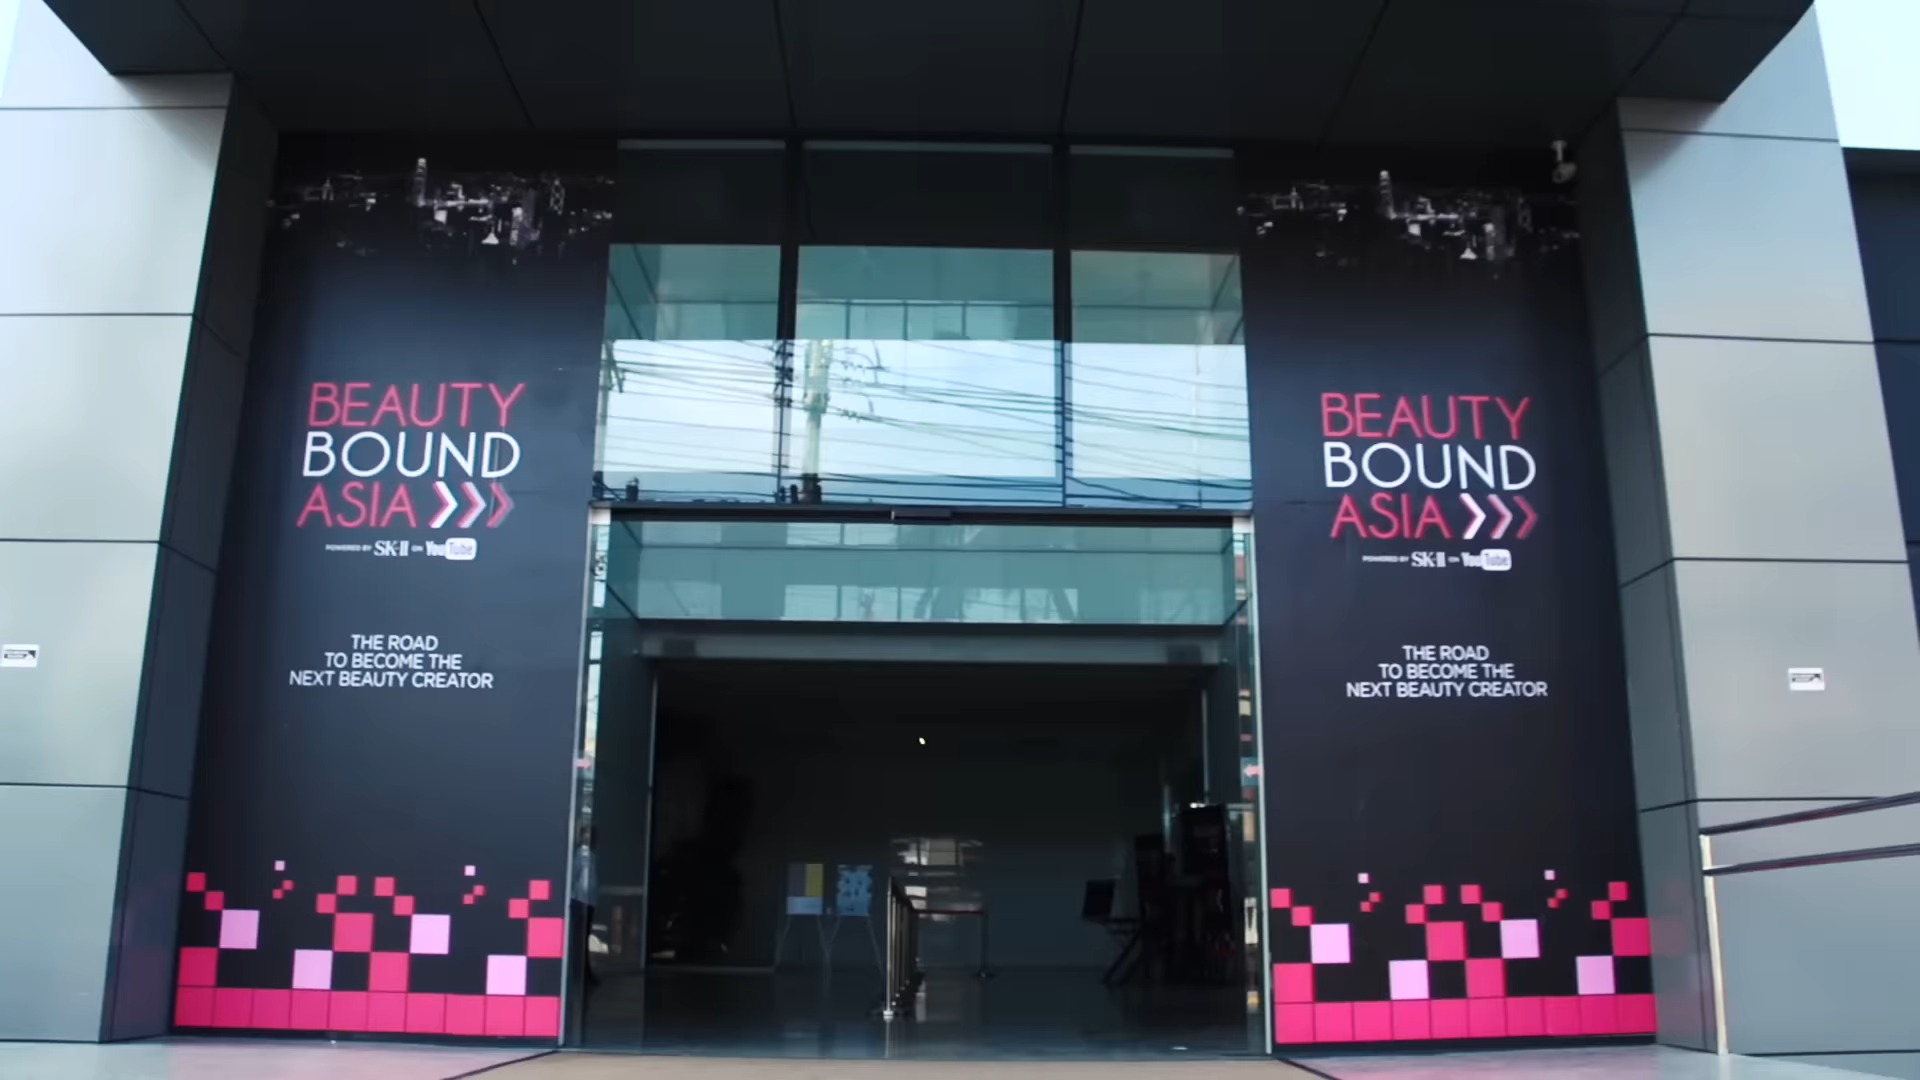 BEAUTY
BOUND
ASIA
POWERED BY SK-II ON YouTube
THE ROAD
TO BECOME THE
NEXT BEAUTY CREATOR
BEAUTY
BOUND
ASIA
POWERED BY SK-II ON YouTube
THE ROAD
TO BECOME THE
NEXT BEAUTY CREATOR